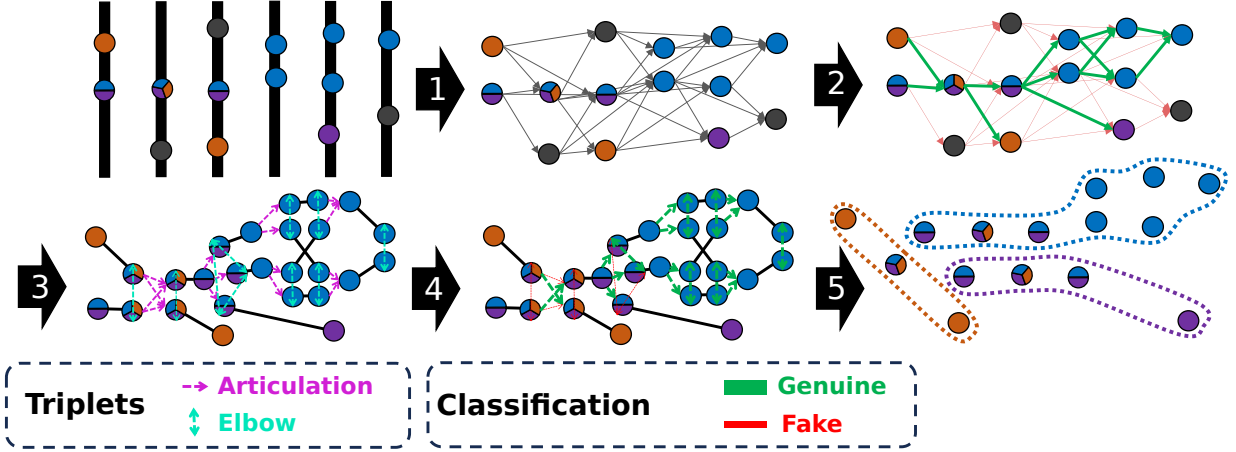 1
2
3
4
5
Triplets
Articulation
Elbow
Classification
Genuine
Fake